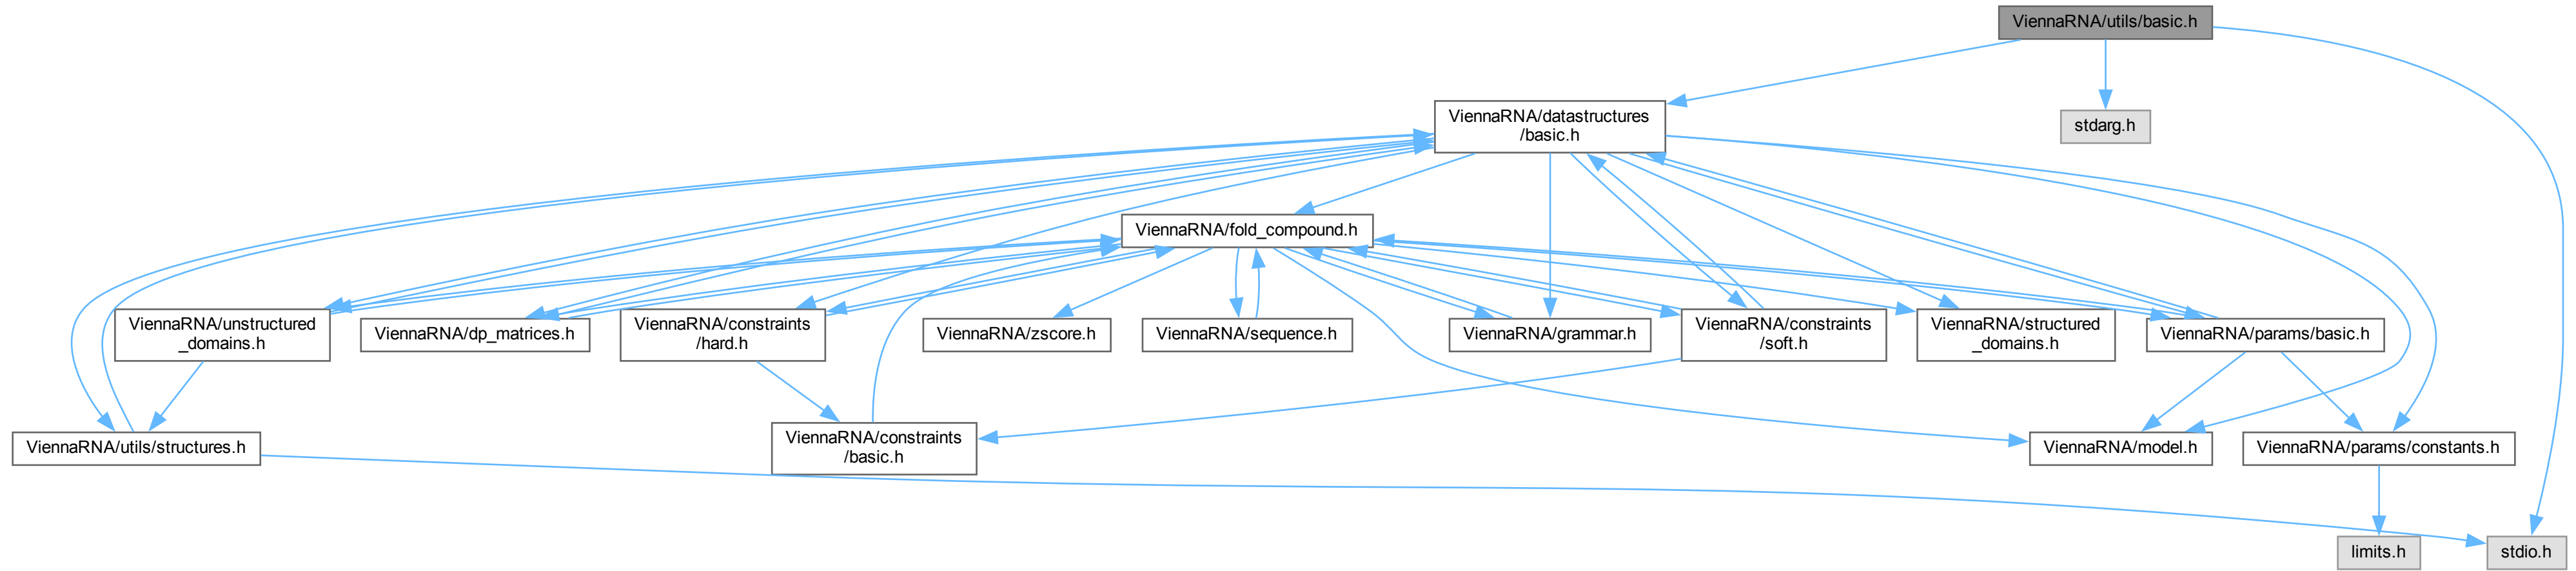 ViennaRNA/utils/basic.h
ViennaRNA/datastructures
/basic.h
stdarg.h
ViennaRNA/fold_compound.h
ViennaRNA/unstructured
_domains.h
ViennaRNA/dp_matrices.h
ViennaRNA/constraints
/hard.h
ViennaRNA/zscore.h
ViennaRNA/sequence.h
ViennaRNA/grammar.h
ViennaRNA/constraints
/soft.h
ViennaRNA/structured
_domains.h
ViennaRNA/params/basic.h
ViennaRNA/utils/structures.h
ViennaRNA/constraints
/basic.h
ViennaRNA/model.h
ViennaRNA/params/constants.h
limits.h
stdio.h